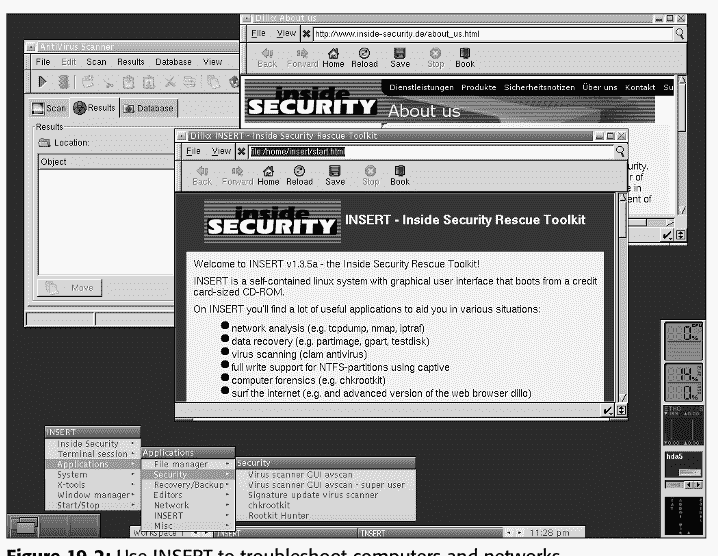 Dillo: About us
File View http://www.inside-security.de/about_us.html
Back Forward Home Reload Save Stop Book
Dienstleistungen Produkte Sicherheitsnotizen Über uns Kontakt Su
inside
SECURITY
About us
urity.
er of
e in
ent of
AntiVirus Scanner
File Edit Scan Results Database View
Scan Results Database
Results
Location:
Object
Move
Dillo: INSERT - Inside Security Rescue Toolkit
File View file:/home/insert/start.html
Back Forward Home Reload Save Stop Book
inside
SECURITY
INSERT - Inside Security Rescue Toolkit
Welcome to INSERT v1.3.5a - the Inside Security Rescue Toolkit!
INSERT is a self-contained linux system with graphical user interface that boots from a credit
card-sized CD-ROM.
On INSERT you'll find a lot of useful applications to aid you in various situations:
network analysis (e.g. tcpdump, nmap, iptraf)
data recovery (e.g. partimage, gpart, testdisk)
virus scanning (clam antivirus)
full write support for NTFS-partitions using captive
computer forensics (e.g. chkrootkit)
surf the internet (e.g. and advanced version of the web browser dillo)
INSERT
Inside Security
Terminal session
Applications
System
X-tools
Window manager
Start/Stop
Applications
File manager
Security
Recovery/Backup
Editors
Network
INSERT
Misc
Security
Virus scanner GUI avscan
Virus scanner GUI avscan - super user
Signature update virus scanner
chkrootkit
Rootkit Hunter
hda5
Workspace 1 INSERT INSERT 11:28 pm
Figure 19-2: Use INSERT to troubleshoot computers and networks